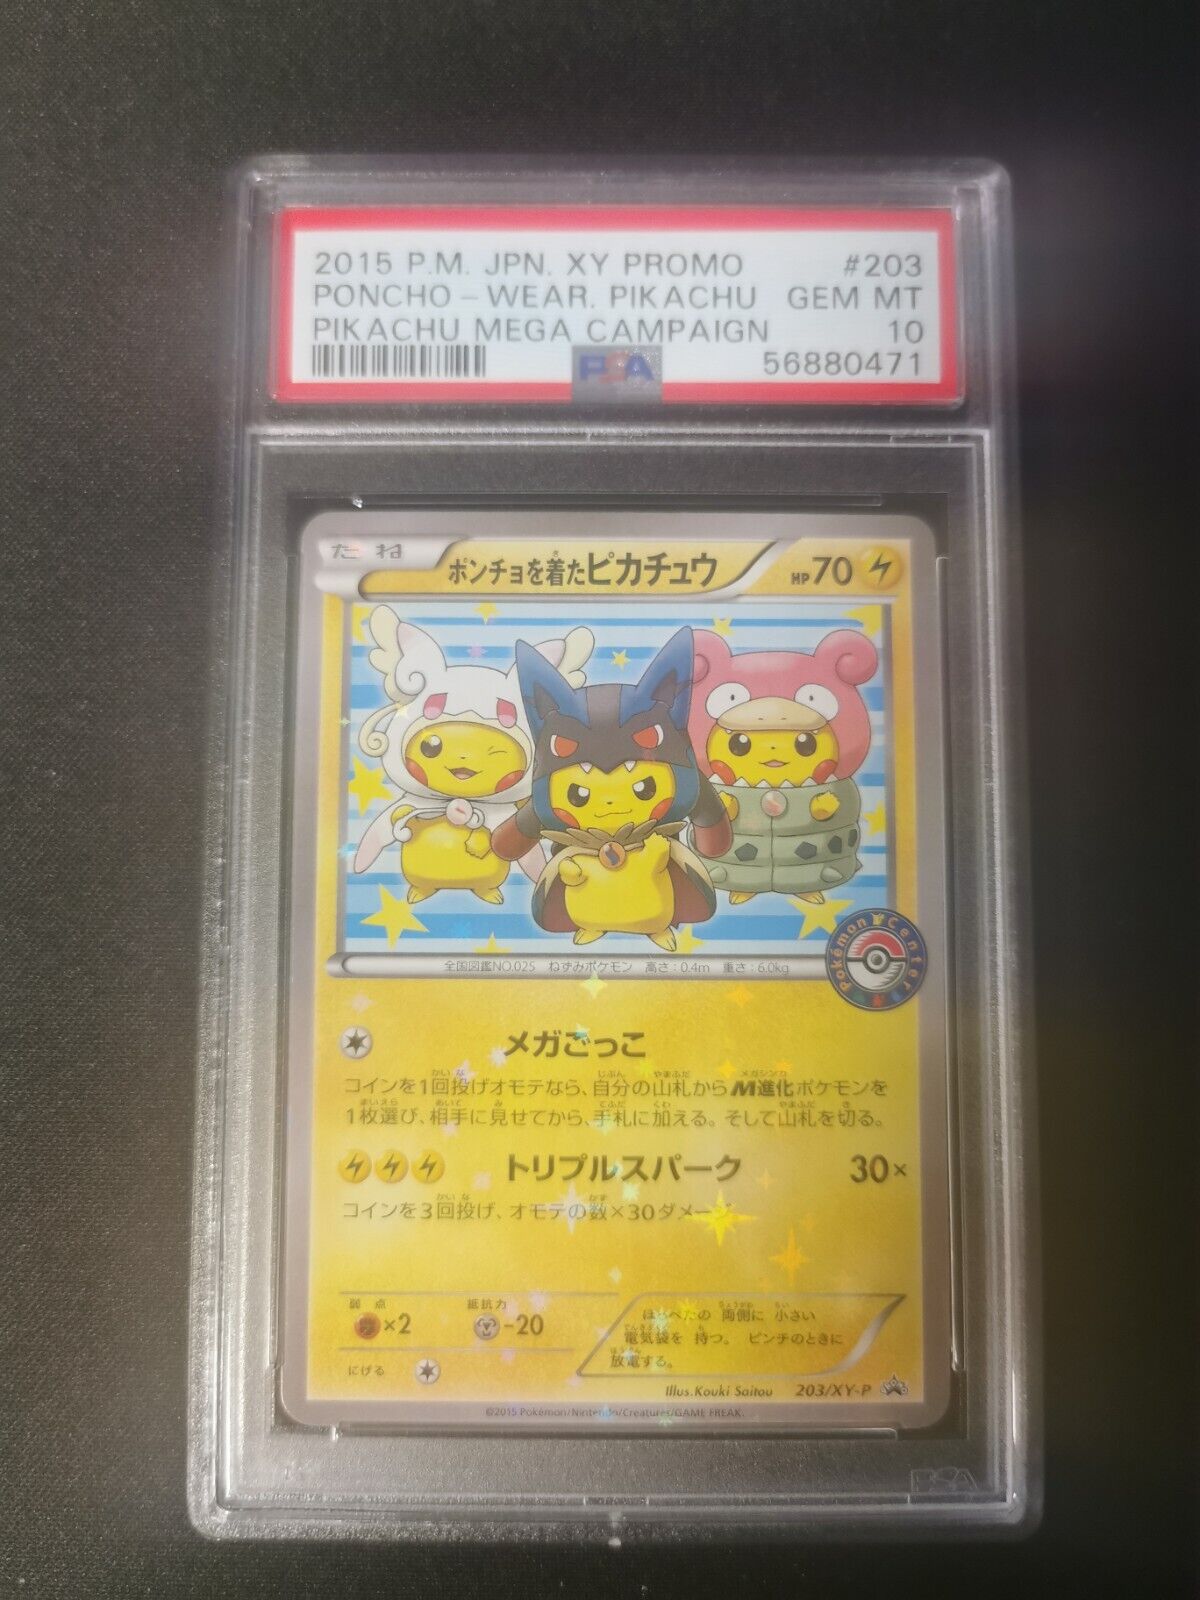 2015 P.M. JPN. XY PROMO #203
PONCHO-WEAR. PIKACHU GEM MT
PIKACHU MEGA CAMPAIGN 10
PSA 56880471
たね ポンチョを着たピカチュウ HP70
Pokémon Center
全国図鑑NO.025 ねずみポケモン 高さ:0.4m 重さ:6.0kg
メガごっこ
コインを1回投げオモテなら、自分の山札からM進化ポケモンを
1枚選び、相手に見せてから、手札に加える。そして山札を切る。
トリプルスパーク 30×
コインを3回投げ、オモテの数×30ダメージ
弱点 抵抗力
×2 -20
にげる
ほっぺたの 両側に 小さい
電気袋を 持つ。 ピンチのときに
放電する。
Illus.Kouki Saitou 203/XY-P
©2015 Pokémon/Nintendo/Creatures/GAME FREAK.
PSA